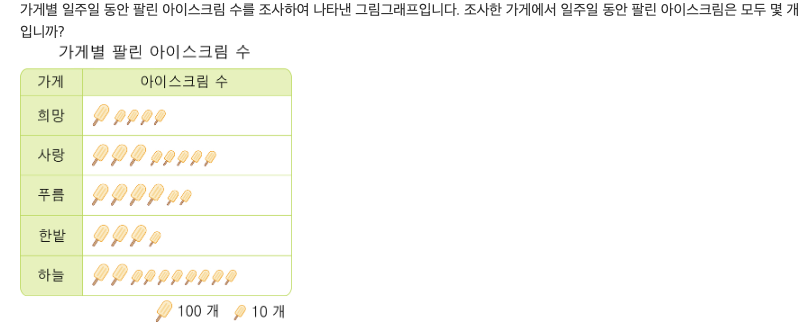 가게별 일주일 동안 팔린 아이스크림 수를 조사하여 나타낸 그림그래프입니다. 조사한 가게에서 일주일 동안 팔린 아이스크림은 모두 몇 개
입니까?
가게별 팔린 아이스크림 수
가게 아이스크림 수
희망
사랑
푸름
한밭
하늘
100 개 10 개